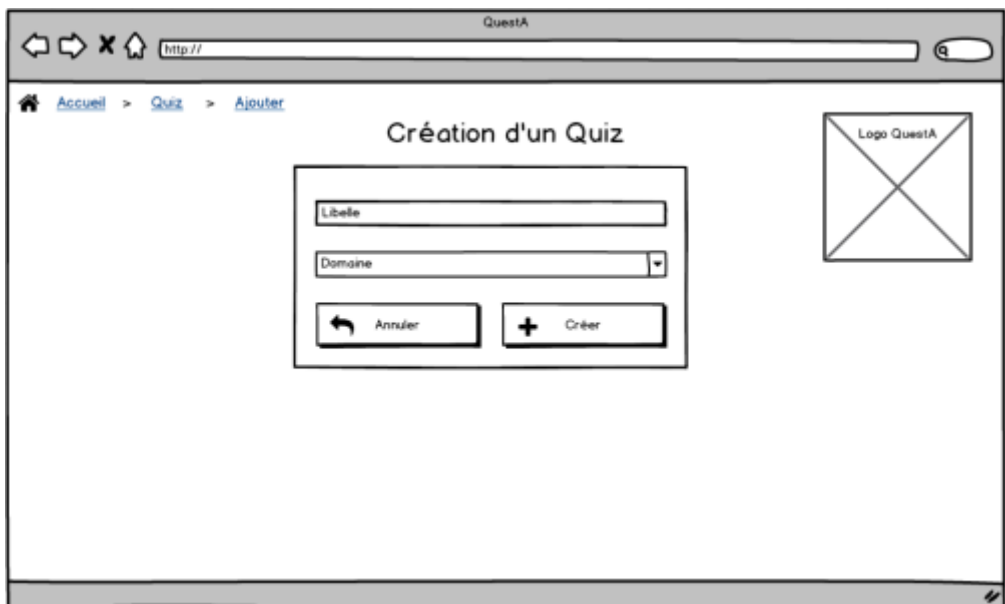 QuestA
http://
Accueil > Quiz > Ajouter
Création d'un Quiz
Logo QuestA
Libelle
Domaine
Annuler
Créer